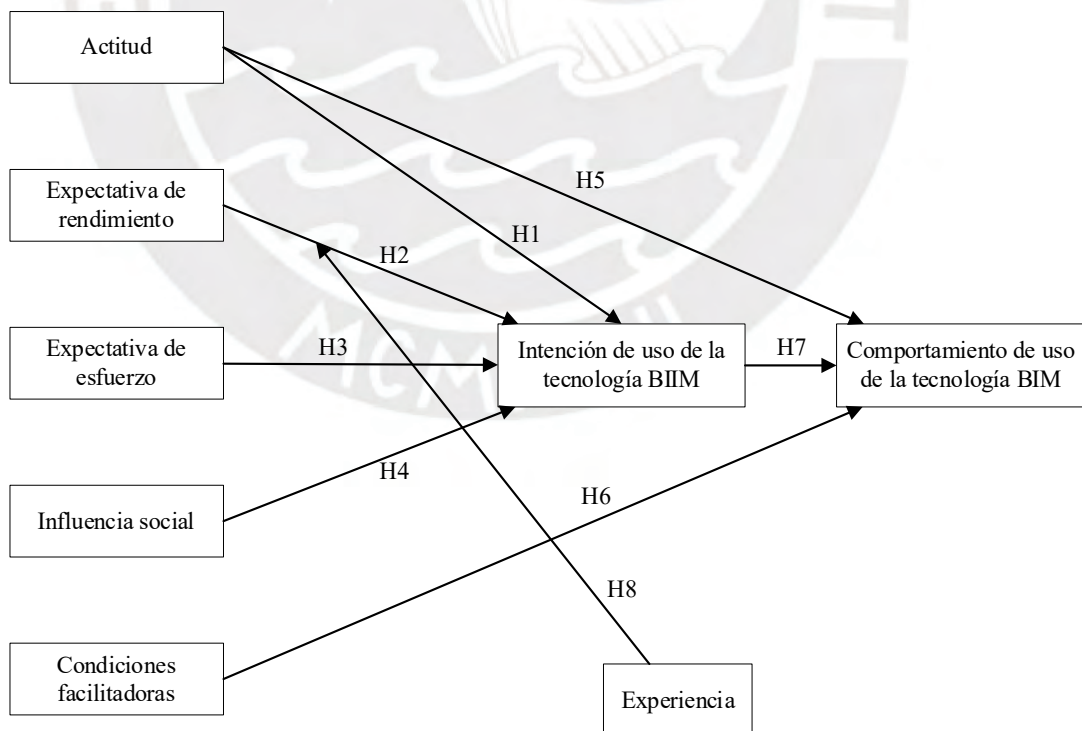 Actitud
H5
Expectativa de
rendimiento
H1
H2
Expectativa de
esfuerzo
H3
Intención de uso de la
tecnología BIIM
H7
Comportamiento de uso
de la tecnología BIM
H4
Influencia social
H6
H8
Condiciones
facilitadoras
Experiencia